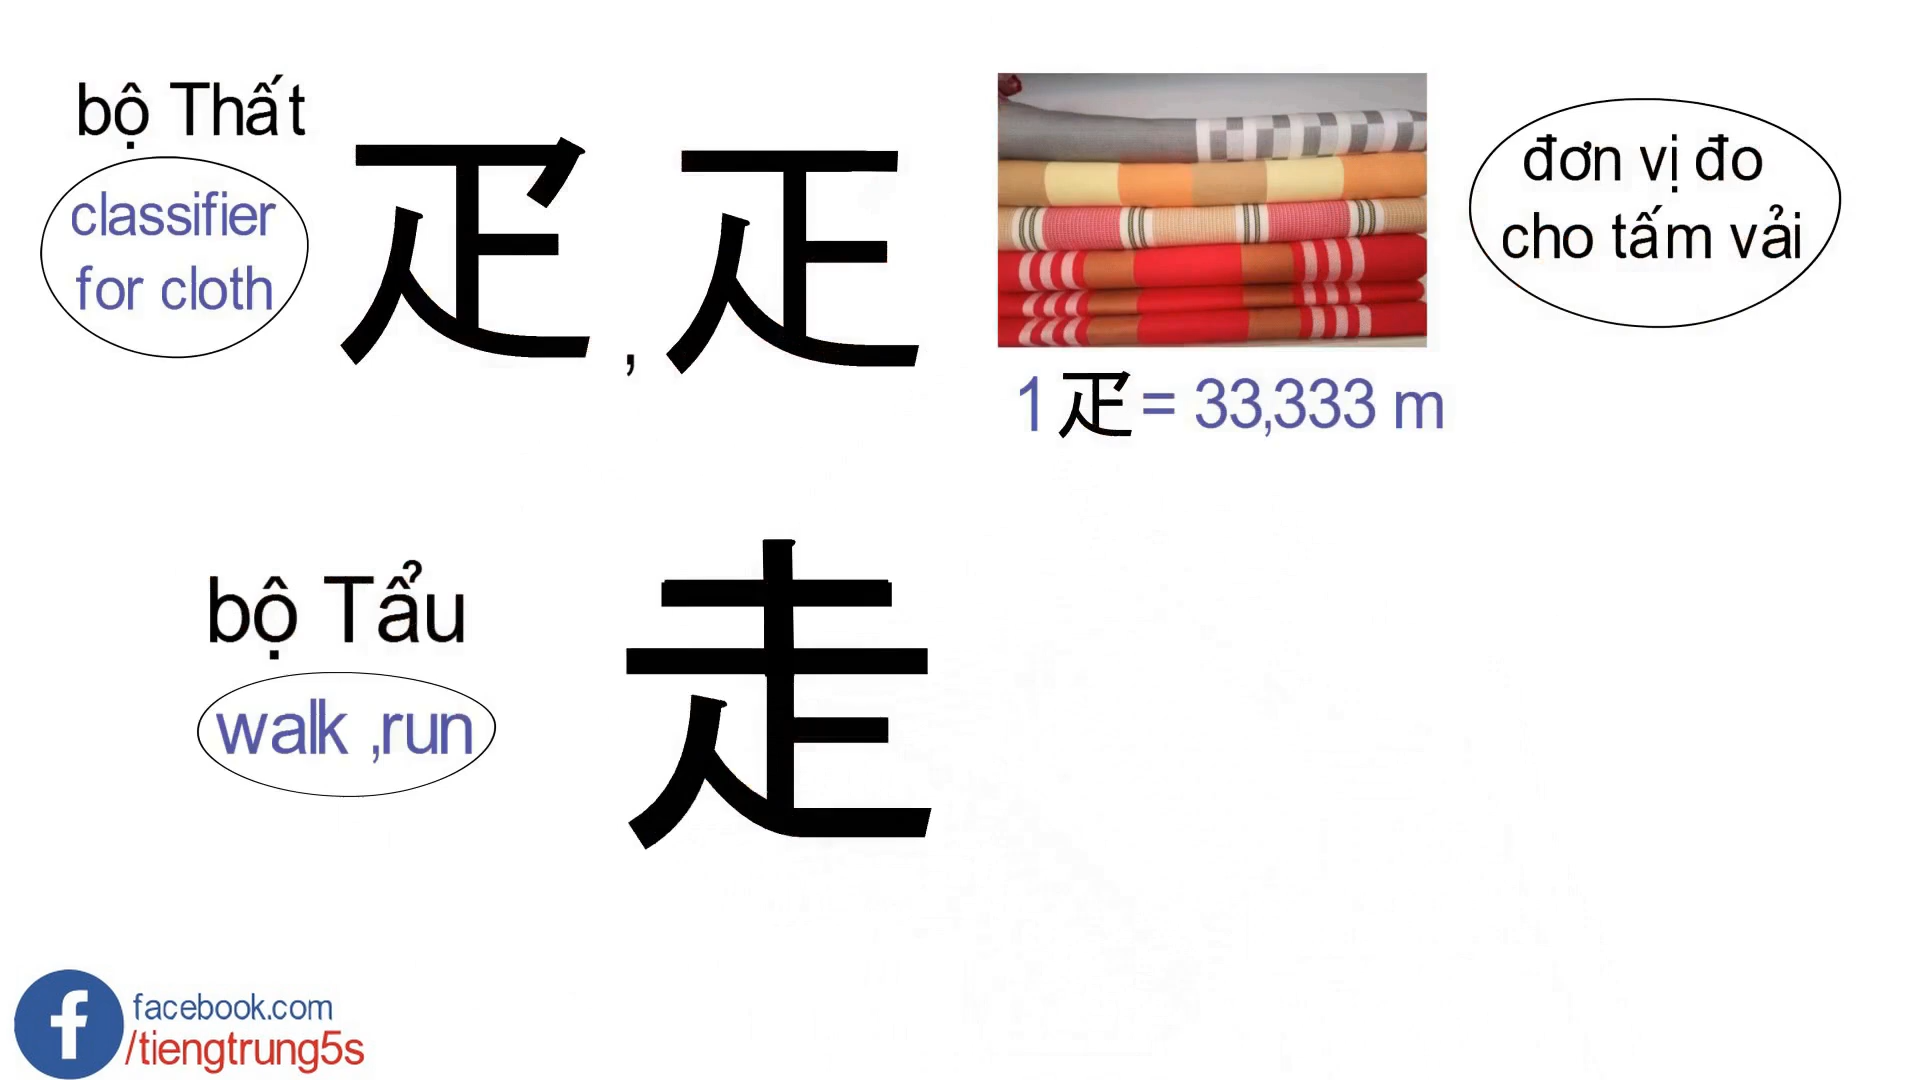 bộ Thất
classifier
for cloth
疋 , 𤴔
đơn vị đo
cho tấm vải
1 疋 = 33,333 m
bộ Tẩu
walk ,run
走
facebook.com
/tiengtrung5s